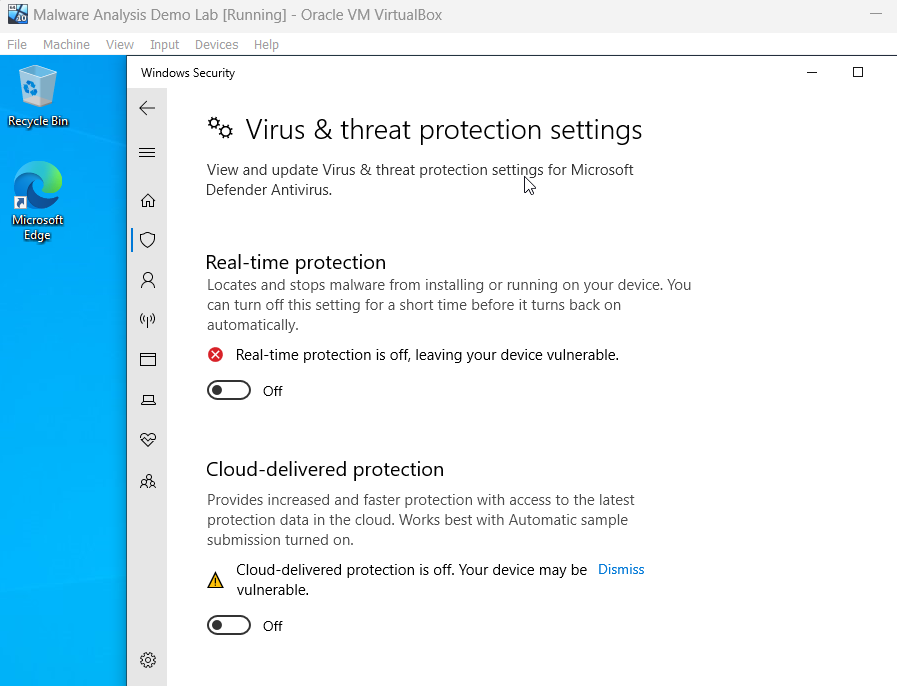 Malware Analysis Demo Lab [Running] - Oracle VM VirtualBox
File Machine View Input Devices Help
Recycle Bin
Microsoft
Edge
Windows Security
Virus & threat protection settings
View and update Virus & threat protection settings for Microsoft
Defender Antivirus.
Real-time protection
Locates and stops malware from installing or running on your device. You
can turn off this setting for a short time before it turns back on
automatically.
Real-time protection is off, leaving your device vulnerable.
Off
Cloud-delivered protection
Provides increased and faster protection with access to the latest
protection data in the cloud. Works best with Automatic sample
submission turned on.
Cloud-delivered protection is off. Your device may be Dismiss
vulnerable.
Off